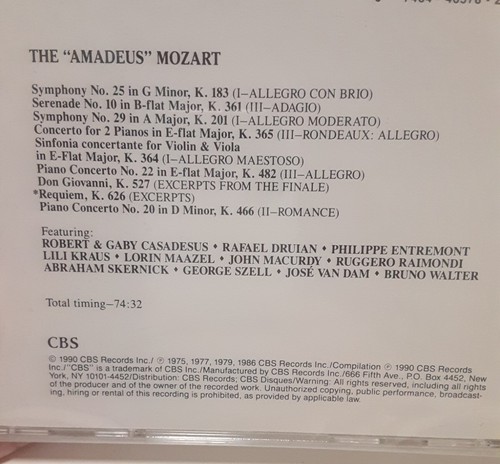 THE "AMADEUS" MOZART
Symphony No. 25 in G Minor, K. 183 (I–ALLEGRO CON BRIO)
Serenade No. 10 in B-flat Major, K. 361 (III–ADAGIO)
Symphony No. 29 in A Major, K. 201 (I–ALLEGRO MODERATO)
Concerto for 2 Pianos in E-flat Major, K. 365 (III–RONDEAUX: ALLEGRO)
Sinfonia concertante for Violin & Viola
in E-Flat Major, K. 364 (I–ALLEGRO MAESTOSO)
Piano Concerto No. 22 in E-flat Major, K. 482 (III–ALLEGRO)
Don Giovanni, K. 527 (EXCERPTS FROM THE FINALE)
*Requiem, K. 626 (EXCERPTS)
Piano Concerto No. 20 in D Minor, K. 466 (II–ROMANCE)
Featuring:
ROBERT & GABY CASADESUS • RAFAEL DRUIAN • PHILIPPE ENTREMONT
LILI KRAUS • LORIN MAAZEL • JOHN MACURDY • RUGGERO RAIMONDI
ABRAHAM SKERNICK • GEORGE SZELL • JOSÉ VAN DAM • BRUNO WALTER
Total timing–74:32
CBS
© 1990 CBS Records Inc./ ℗ 1975, 1977, 1979, 1986 CBS Records Inc./Compilation ℗ 1990 CBS Records
Inc./"CBS" is a trademark of CBS Inc./Manufactured by CBS Records Inc./666 Fifth Ave., P.O. Box 4452, New
York, NY 10101-4452/Distribution: CBS Records; CBS Disques/Warning: All rights reserved, including all rights
of the producer and of the owner of the recorded work. Unauthorized copying, public performance, broadcast-
ing, hiring or rental of this recording is prohibited, as provided by applicable law.